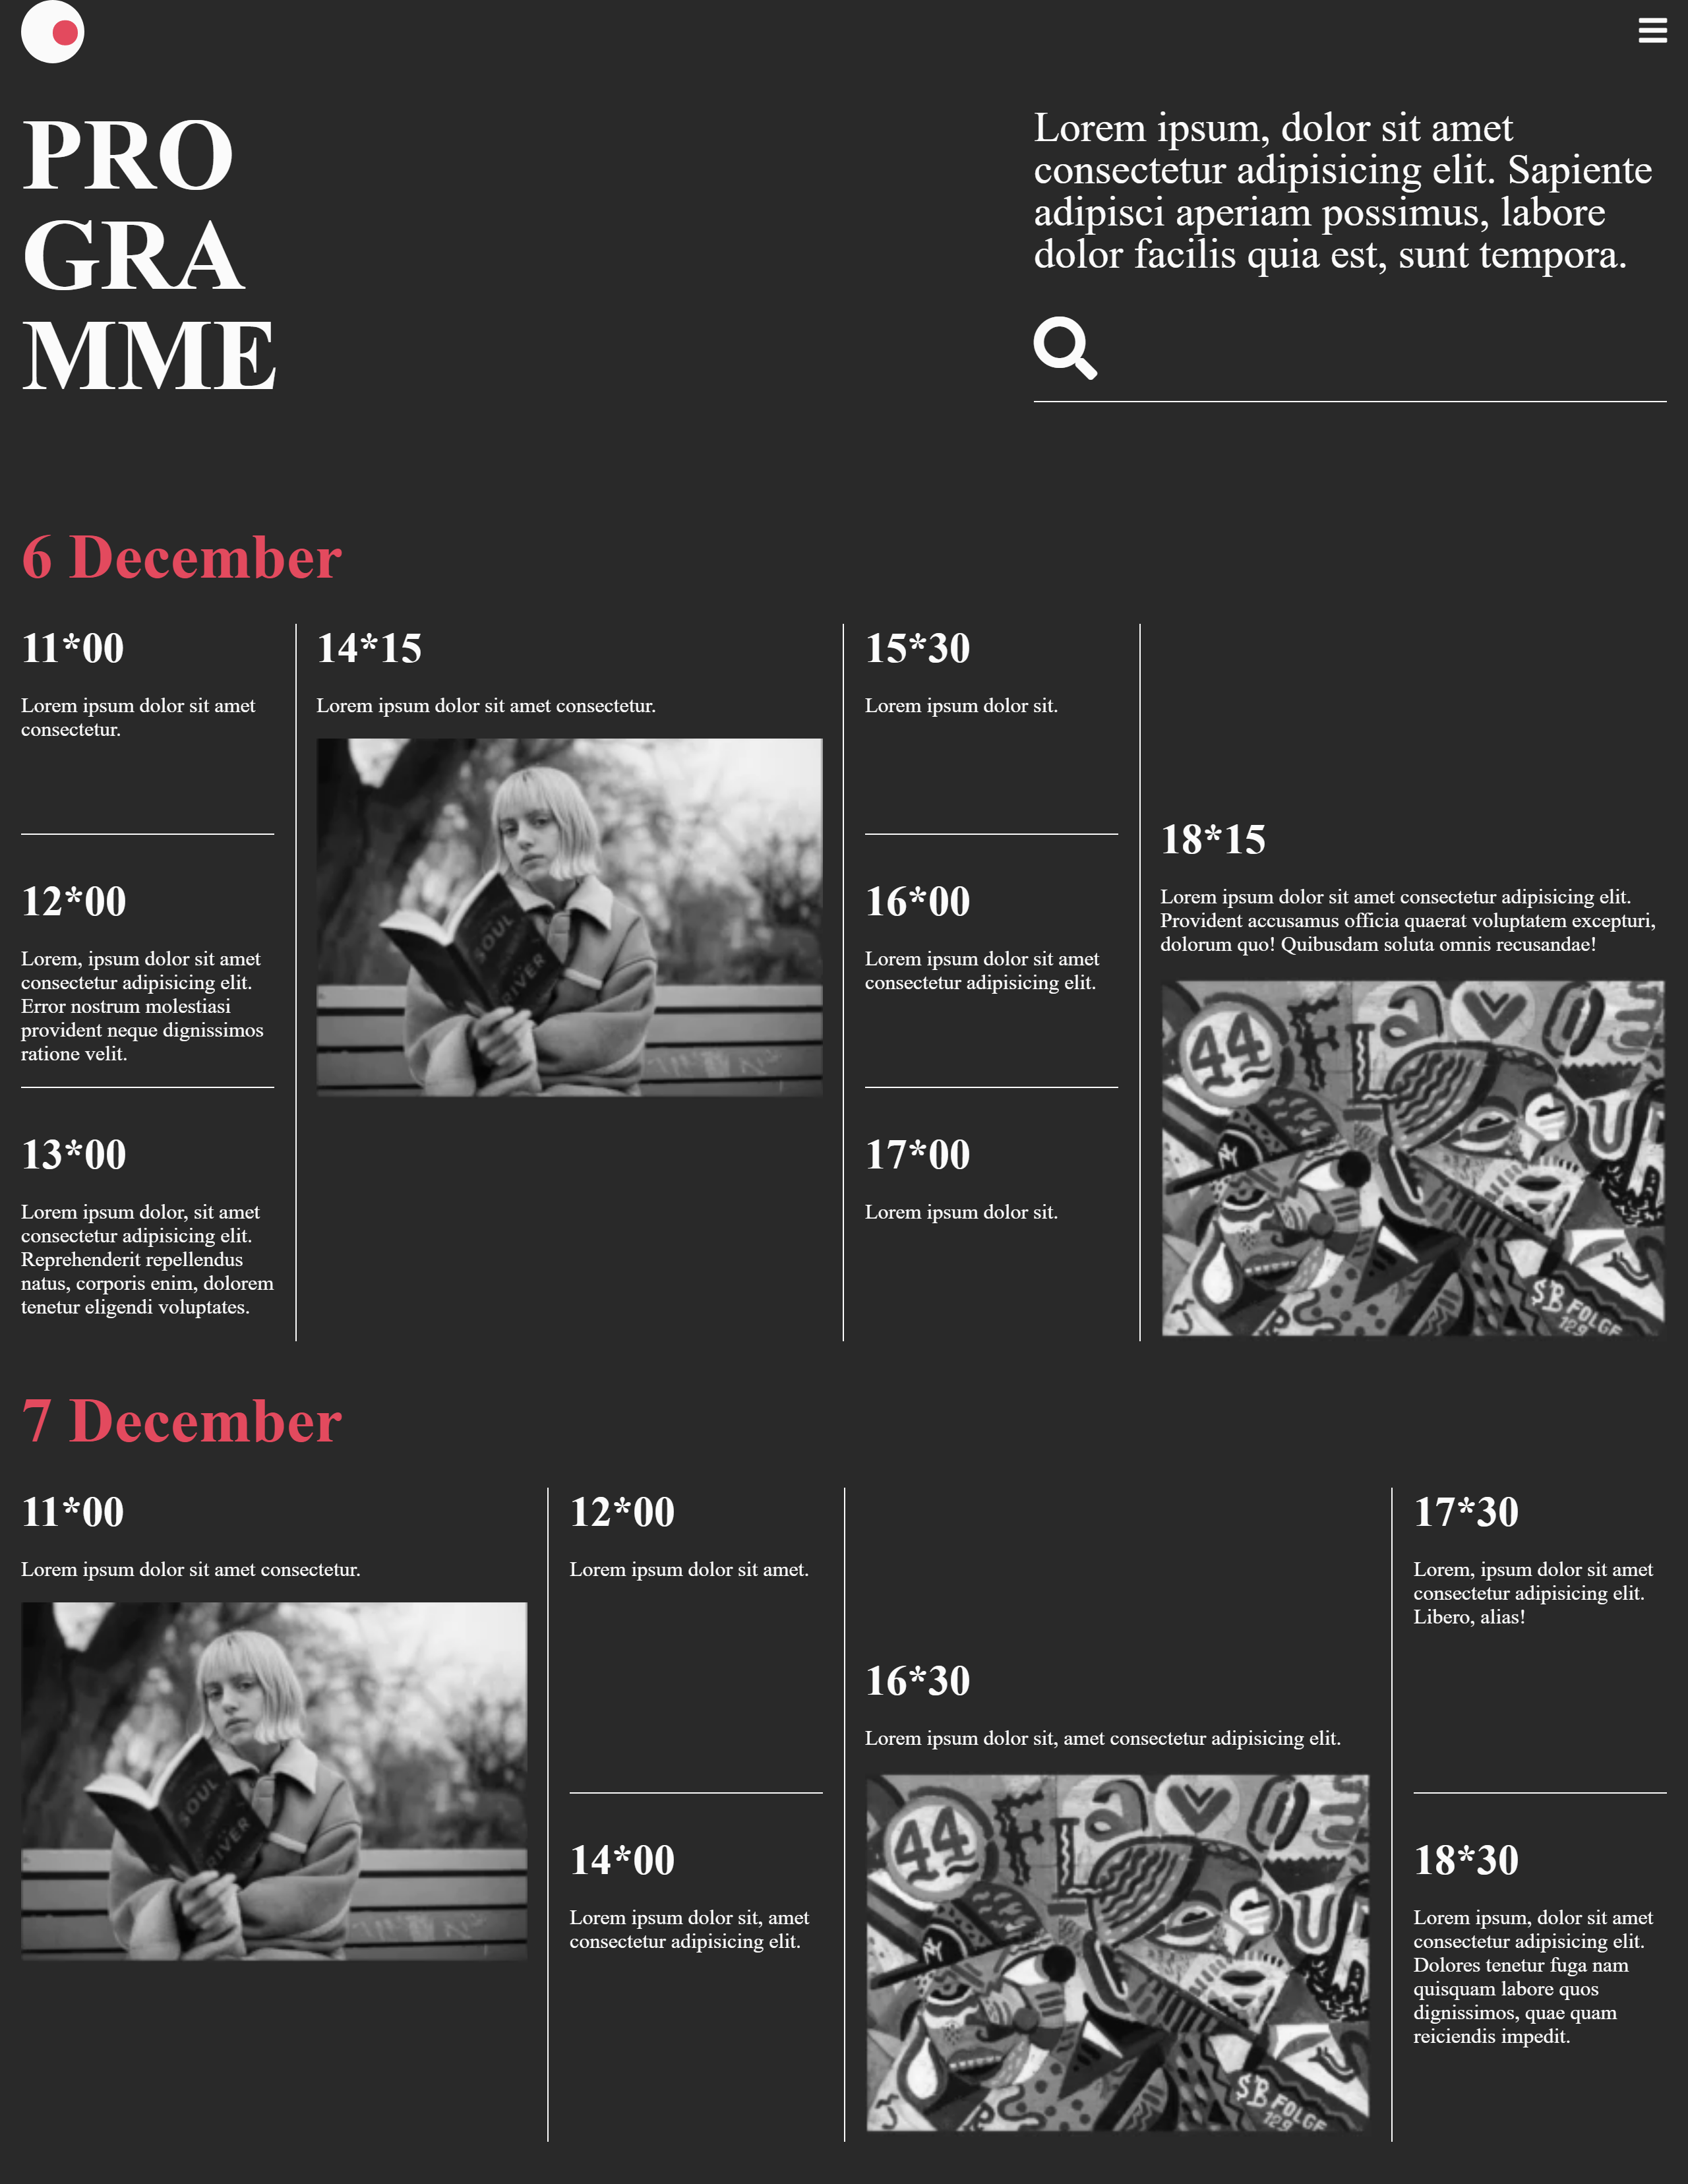 PRO
GRA
MME
Lorem ipsum, dolor sit amet
consectetur adipisicing elit. Sapiente
adipisci aperiam possimus, labore
dolor facilis quia est, sunt tempora.
6 December
11*00
Lorem ipsum dolor sit amet
consectetur.
12*00
Lorem, ipsum dolor sit amet
consectetur adipisicing elit.
Error nostrum molestiasi
provident neque dignissimos
ratione velit.
13*00
Lorem ipsum dolor, sit amet
consectetur adipisicing elit.
Reprehenderit repellendus
natus, corporis enim, dolorem
tenetur eligendi voluptates.
14*15
Lorem ipsum dolor sit amet consectetur.
SOUL
RIVER
15*30
Lorem ipsum dolor sit.
16*00
Lorem ipsum dolor sit amet
consectetur adipisicing elit.
17*00
Lorem ipsum dolor sit.
18*15
Lorem ipsum dolor sit amet consectetur adipisicing elit.
Provident accusamus officia quaerat voluptatem excepturi,
dolorum quo! Quibusdam soluta omnis recusandae!
44
NY
$B FOLGE
129
7 December
11*00
Lorem ipsum dolor sit amet consectetur.
SOUL
RIVER
12*00
Lorem ipsum dolor sit amet.
14*00
Lorem ipsum dolor sit, amet
consectetur adipisicing elit.
16*30
Lorem ipsum dolor sit, amet consectetur adipisicing elit.
44
NY
$B FOLGE
129
17*30
Lorem, ipsum dolor sit amet
consectetur adipisicing elit.
Libero, alias!
18*30
Lorem ipsum, dolor sit amet
consectetur adipisicing elit.
Dolores tenetur fuga nam
quisquam labore quos
dignissimos, quae quam
reiciendis impedit.